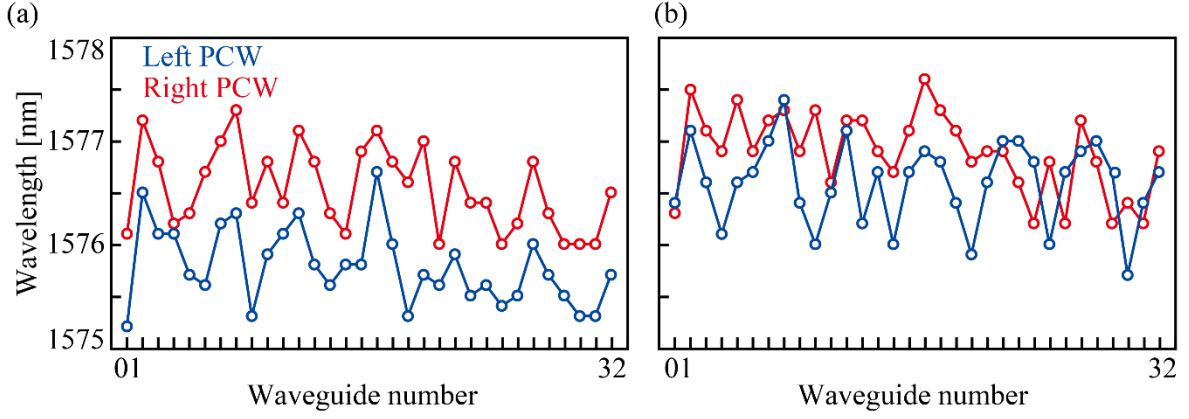 (a)
(b)
Wavelength [nm]
1578
1577
1576
1575
Left PCW
Right PCW
01
32
Waveguide number
01
32
Waveguide number